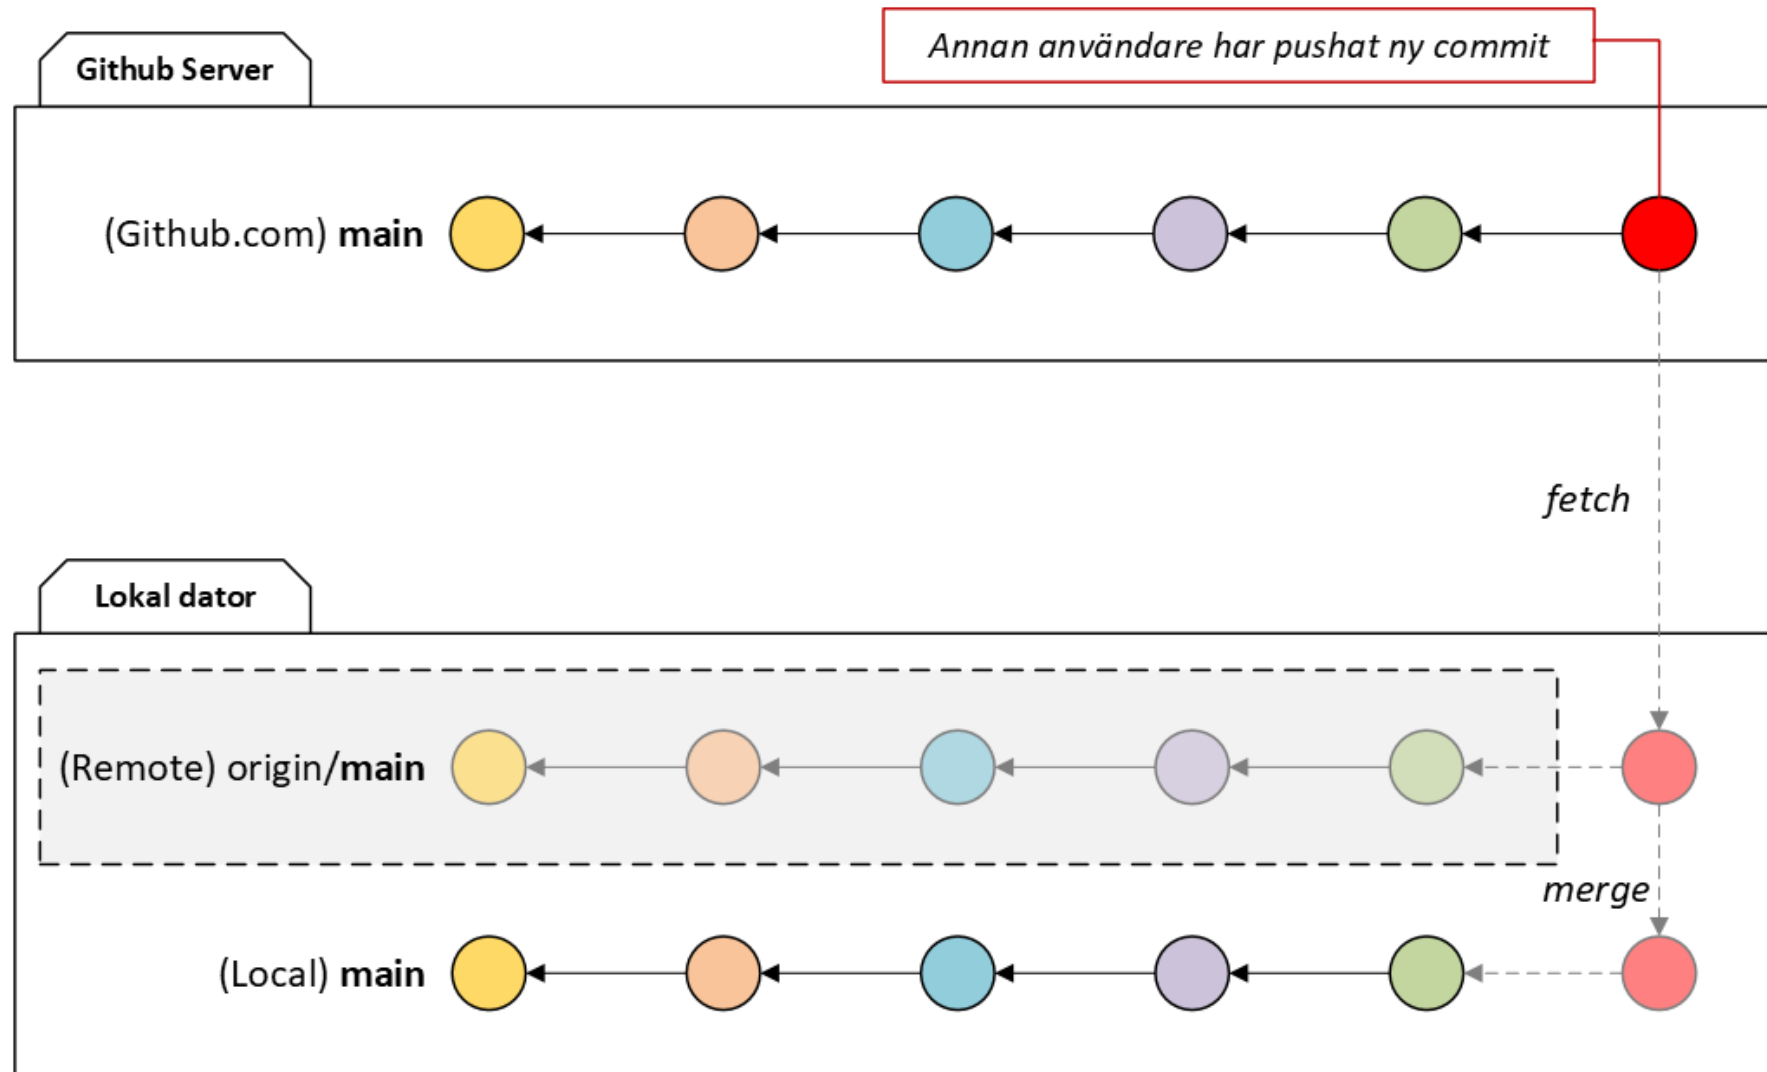 Annan användare har pushat ny commit
Github Server
(Github.com) main
fetch
Lokal dator
(Remote) origin/main
merge
(Local) main